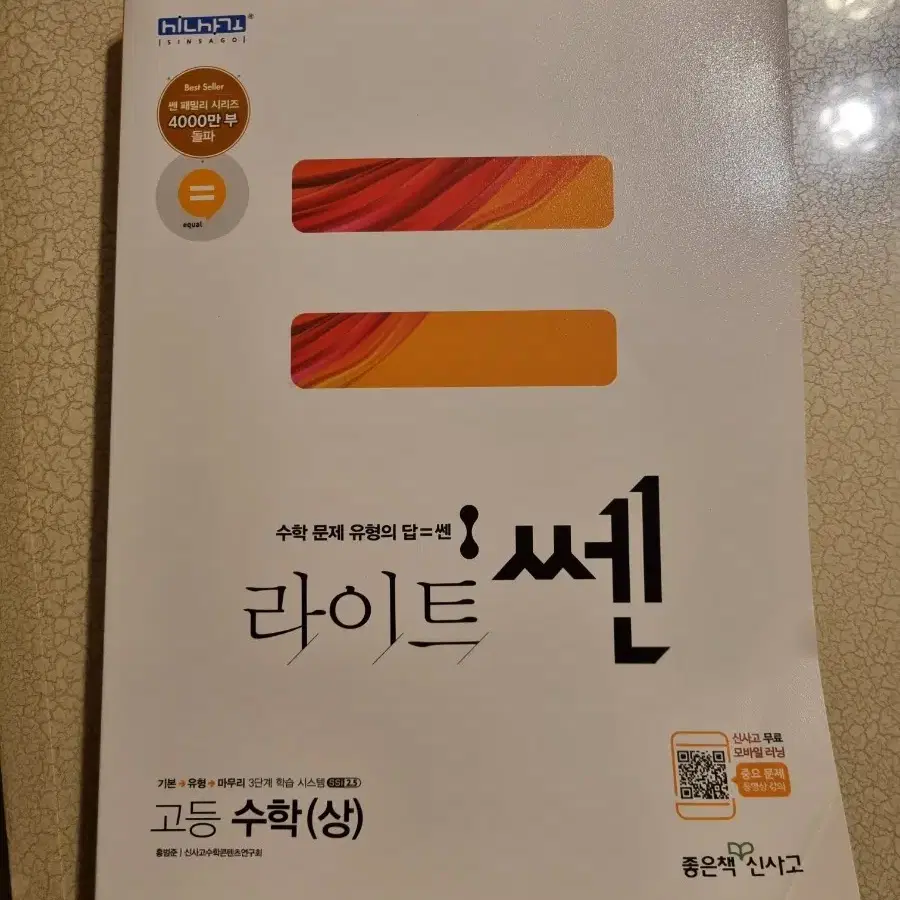 SINSAGO
Best Seller
쎈 패밀리 시리즈
4000만 부
돌파
equal
수학 문제 유형의 답=쎈
라이트쎈
기본 → 유형 → 마무리 3단계 학습 시스템 SSI 2.5
고등 수학(상)
홍범준 | 신사고수학콘텐츠연구회
신사고 무료
모바일 러닝
중요 문제
동영상 강의
좋은책 신사고